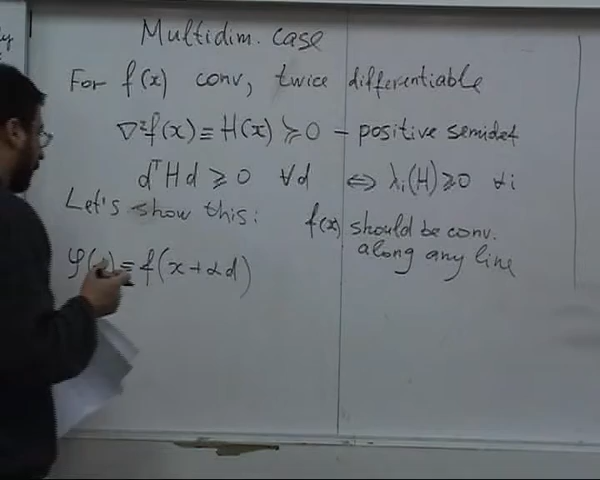 Multidim. case
For f(x) conv, twice differentiable
∇²f(x) ≡ H(x) ≽ 0 – positive semidef
dᵀHd ≥ 0 ∀d ⇔ λi(H) ≥ 0 ∀i
Let's show this:
f(x) should be conv.
along any line
φ( ) ≡ f(x+αd)